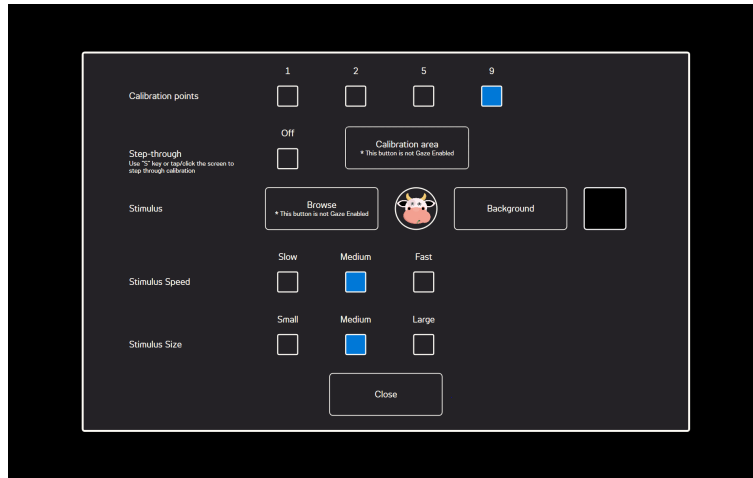 1 2 5 9
Calibration points
Off
Calibration area
* This button is not Gaze Enabled
Step-through
Use "S" key or tap/click the screen to
step through calibration
Stimulus
Browse
* This button is not Gaze Enabled
Background
Slow Medium Fast
Stimulus Speed
Small Medium Large
Stimulus Size
Close